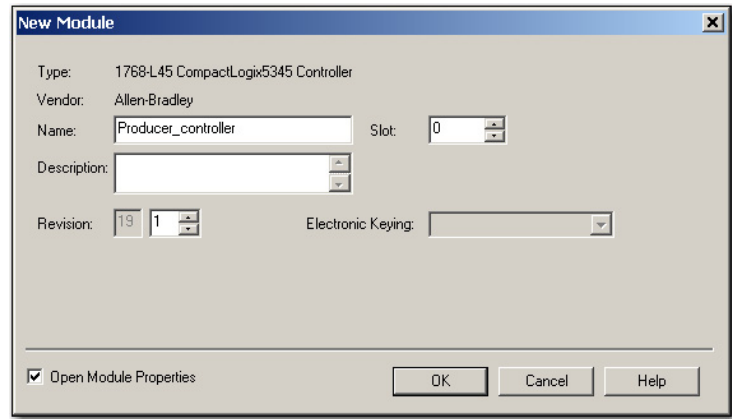 New Module
Type: 1768-L45 CompactLogix5345 Controller
Vendor: Allen-Bradley
Name: Producer_controller Slot: 0
Description:
Revision: 19 1 Electronic Keying:
Open Module Properties OK Cancel Help